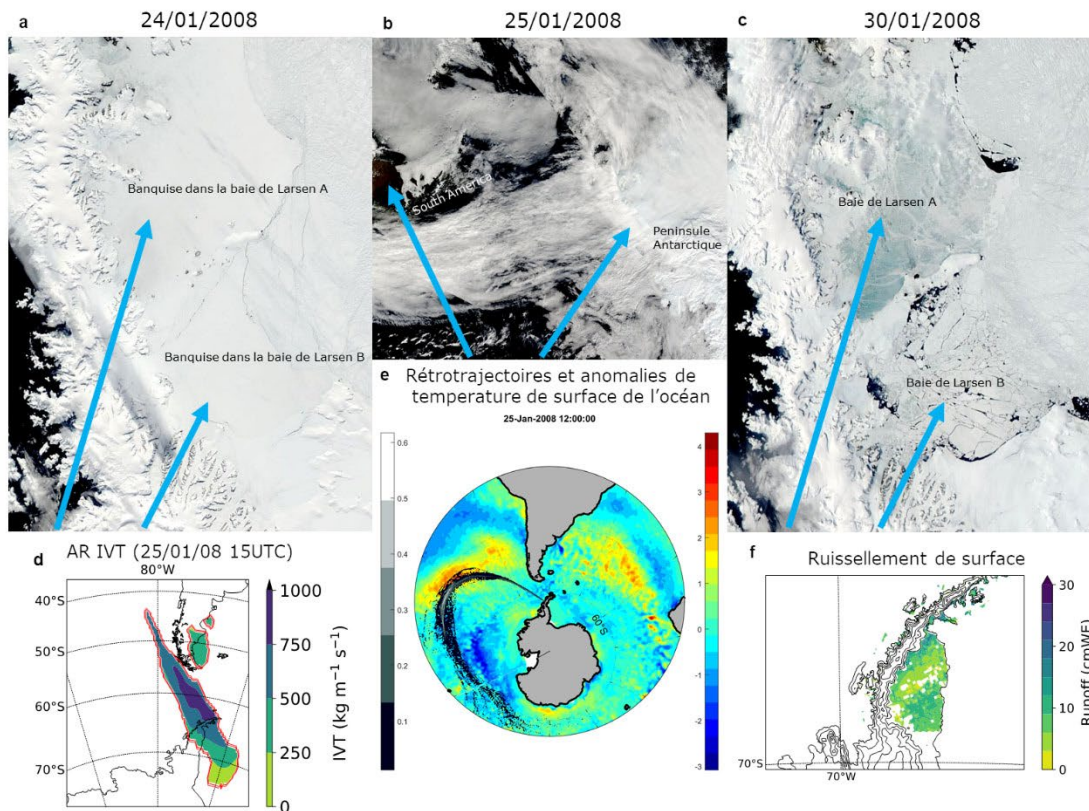 a
24/01/2008
Banquise dans la baie de Larsen A
Banquise dans la baie de Larsen B
b
25/01/2008
South America
Peninsule
Antarctique
c
30/01/2008
Baie de Larsen A
Baie de Larsen B
d
AR IVT (25/01/08 15UTC)
80°W
40°S
50°S
60°S
70°S
1000
750
500
250
0
IVT (kg m⁻¹ s⁻¹)
e
Rétrotrajectoires et anomalies de
temperature de surface de l'océan
25-Jan-2008 12:00:00
0.6
0.5
0.4
0.3
0.2
0.1
60°S
4
3
2
1
0
-1
-2
-3
f
Ruissellement de surface
70°S
70°W
30
20
10
0
Runoff (cmWE)